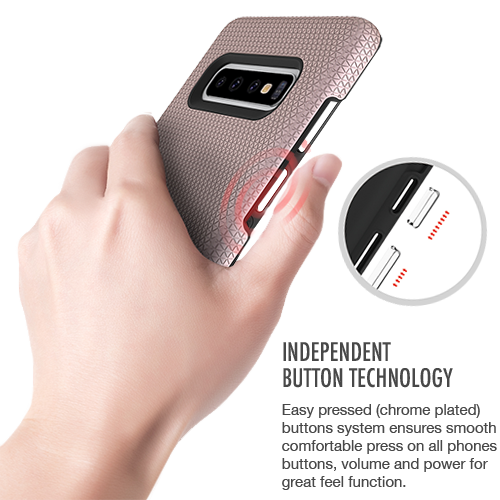 INDEPENDENT
BUTTON TECHNOLOGY
Easy pressed (chrome plated)
buttons system ensures smooth
comfortable press on all phones
buttons, volume and power for
great feel function.